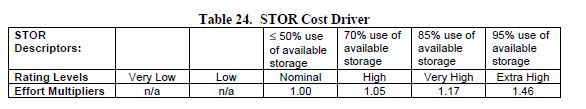 Table 24. STOR Cost Driver
STOR Descriptors: ≤ 50% use of available storage 70% use of available storage 85% use of available storage 95% use of available storage
Rating Levels Very Low Low Nominal High Very High Extra High
Effort Multipliers n/a n/a 1.00 1.05 1.17 1.46